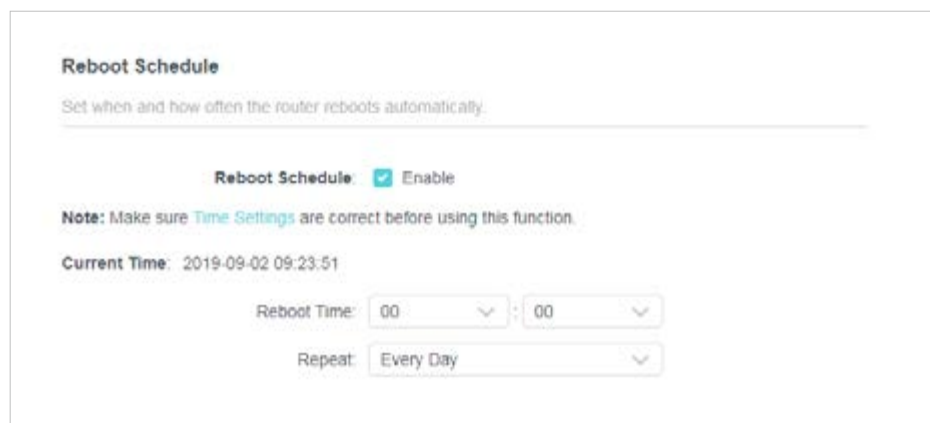 Reboot Schedule
Set when and how often the router reboots automatically.
Reboot Schedule: Enable
Note: Make sure Time Settings are correct before using this function.
Current Time: 2019-09-02 09:23:51
Reboot Time: 00 : 00
Repeat: Every Day